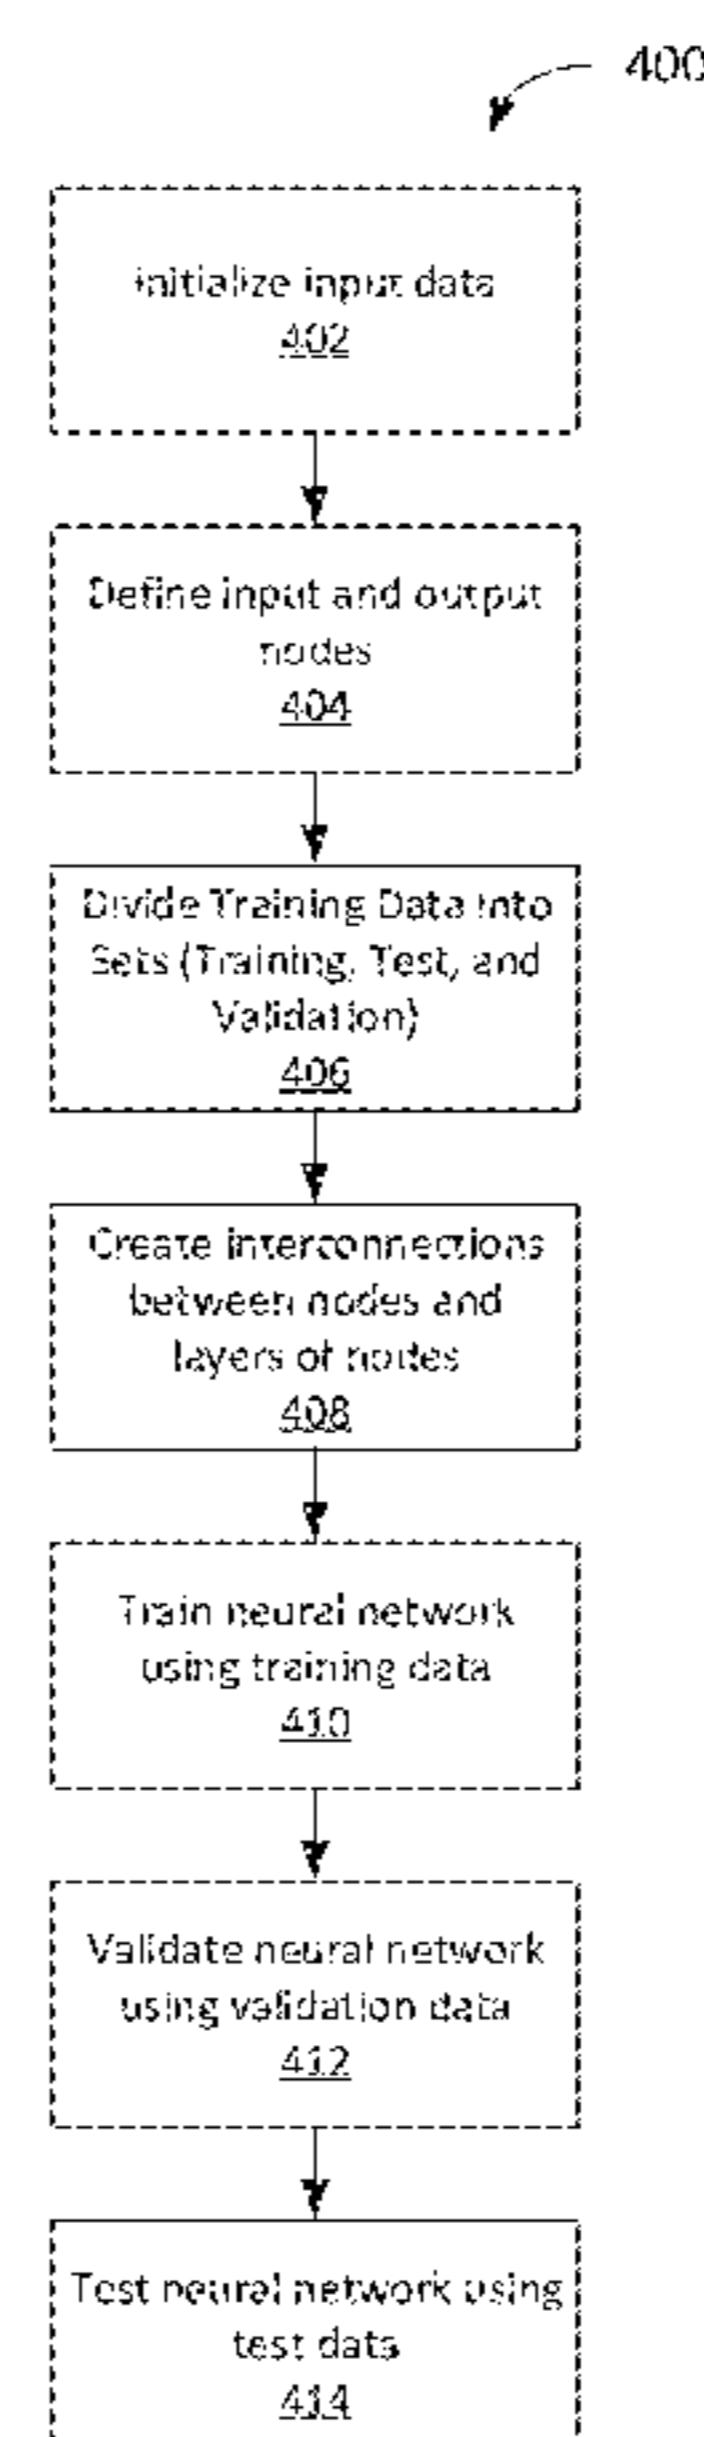 400
Initialize input data
402
Define input and output
nodes
404
Divide Training Data Into
Sets (Training, Test, and
Validation)
406
Create interconnections
between nodes and
layers of nodes
408
Train neural network
using training data
410
Validate neural network
using validation data
412
Test neural network using
test data
414